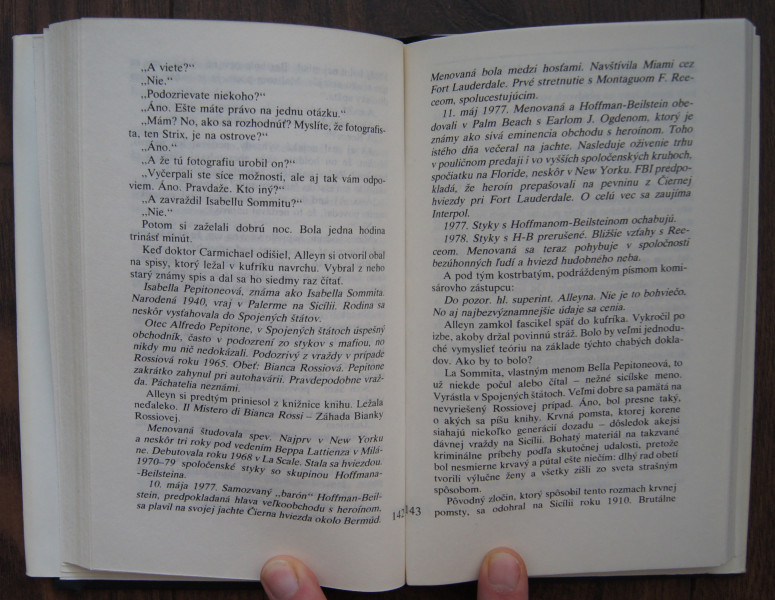 „A viete?“
„Nie.“
„Podozrievate niekoho?“
„Áno. Ešte máte právo na jednu otázku.“
„Mám? No, ako sa rozhodnúť? Myslíte, že fotografis-
ta, ten Strix, je na ostrove?“
„Áno.“
„A že tú fotografiu urobil on?“
„Vyčerpali ste síce možnosti, ale aj tak vám odpo-
viem. Áno. Pravdaže. Kto iný?“
„A zavraždil Isabellu Sommitu?“
„Nie.“
Potom si zaželali dobrú noc. Bola jedna hodina
trinásť minút.
Keď doktor Carmichael odišiel, Alleyn si otvoril obal
na spisy, ktorý ležal v kufríku navrchu. Vybral z neho
starý známy spis a dal sa ho siedmy raz čítať.
Isabella Pepitoneová, známa ako Isabella Sommita.
Narodená 1940, vraj v Palerme na Sicílii. Rodina sa
neskôr vysťahovala do Spojených štátov.
Otec Alfredo Pepitone, v Spojených štátoch úspešný
obchodník, často v podozrení zo stykov s mafiou, no
nikdy mu nič nedokázali. Podozrivý z vraždy v prípade
Rossiová roku 1965. Obeť: Bianca Rossiová. Pepitone
zakrátko zahynul pri autohavárii. Pravdepodobne vraž-
da. Páchatelia neznámi.
Alleyn si predtým priniesol z knižnice knihu. Ležala
neďaleko. Il Mistero di Bianca Rossi – Záhada Bianky
Rossiovej.
Menovaná študovala spev. Najprv v New Yorku
a neskôr tri roky pod vedením Beppa Lattienza v Milá-
ne. Debutovala roku 1968 v La Scale. Stala sa hviezdou.
1970–79 spoločenské styky so skupinou Hoffmana-
-Beilsteina.
10. mája 1977. Samozvaný „barón“ Hoffman-Beil-
stein, predpokladaná hlava veľkoobchodu s heroínom,
sa plavil na svojej jachte Čierna hviezda okolo Bermúd.
142
Menovaná bola medzi hosťami. Navštívila Miami cez
Fort Lauderdale. Prvé stretnutie s Montaguom F. Ree-
ceom, spolucestujúcim.
11. máj 1977. Menovaná a Hoffman-Beilstein obe-
dovali v Palm Beach s Earlom J. Ogdenom, ktorý je
známy ako sivá eminencia obchodu s heroínom. Toho
istého dňa večeral na jachte. Nasleduje oživenie trhu
v pouličnom predaji i vo vyšších spoločenských kruhoch,
spočiatku na Floride, neskôr v New Yorku. FBI predpo-
kladá, že heroín prepašovali na pevninu z Čiernej
hviezdy pri Fort Lauderdale. O celú vec sa zaujíma
Interpol.
1977. Styky s Hoffmanom-Beilsteinom ochabujú.
1978. Styky s H-B prerušené. Bližšie vzťahy s Ree-
ceom. Menovaná sa teraz pohybuje v spoločnosti
bezúhonných ľudí a hviezd hudobného neba.
A pod tým kostrbatým, podráždeným písmom komi-
sárovho zástupcu:
Do pozor. hl. superint. Alleyna. Nie je to bohviečo.
No aj najbezvýznamnejšie údaje sa cenia.
Alleyn zamkol fascikel späť do kufríka. Vykročil po
izbe, akoby držal povinnú stráž. Bolo by veľmi jednodu-
ché vymyslieť teóriu na základe týchto chabých dokla-
dov. Ako by to bolo?
La Sommita, vlastným menom Bella Pepitoneová, to
už niekde počul alebo čítal – nežné sicílske meno.
Vyrástla v Spojených štátoch. Veľmi dobre sa pamätá na
nevyriešený Rossiovej prípad. Áno, bol presne taký,
o akých sa píšu knihy. Krvná pomsta, ktorej korene
siahajú niekoľko generácií dozadu – dôsledok akejsi
dávnej vraždy na Sicílii. Bohatý materiál na takzvané
kriminálne príbehy podľa skutočnej udalosti, pretože
bol nesmierne krvavý a pútal ešte niečím: dlhý rad obetí
tvorili výlučne ženy a všetky zišli zo sveta strašným
spôsobom.
Pôvodný zločin, ktorý spôsobil tento rozmach krvnej
pomsty, sa odohral na Sicílii roku 1910. Brutálne
143